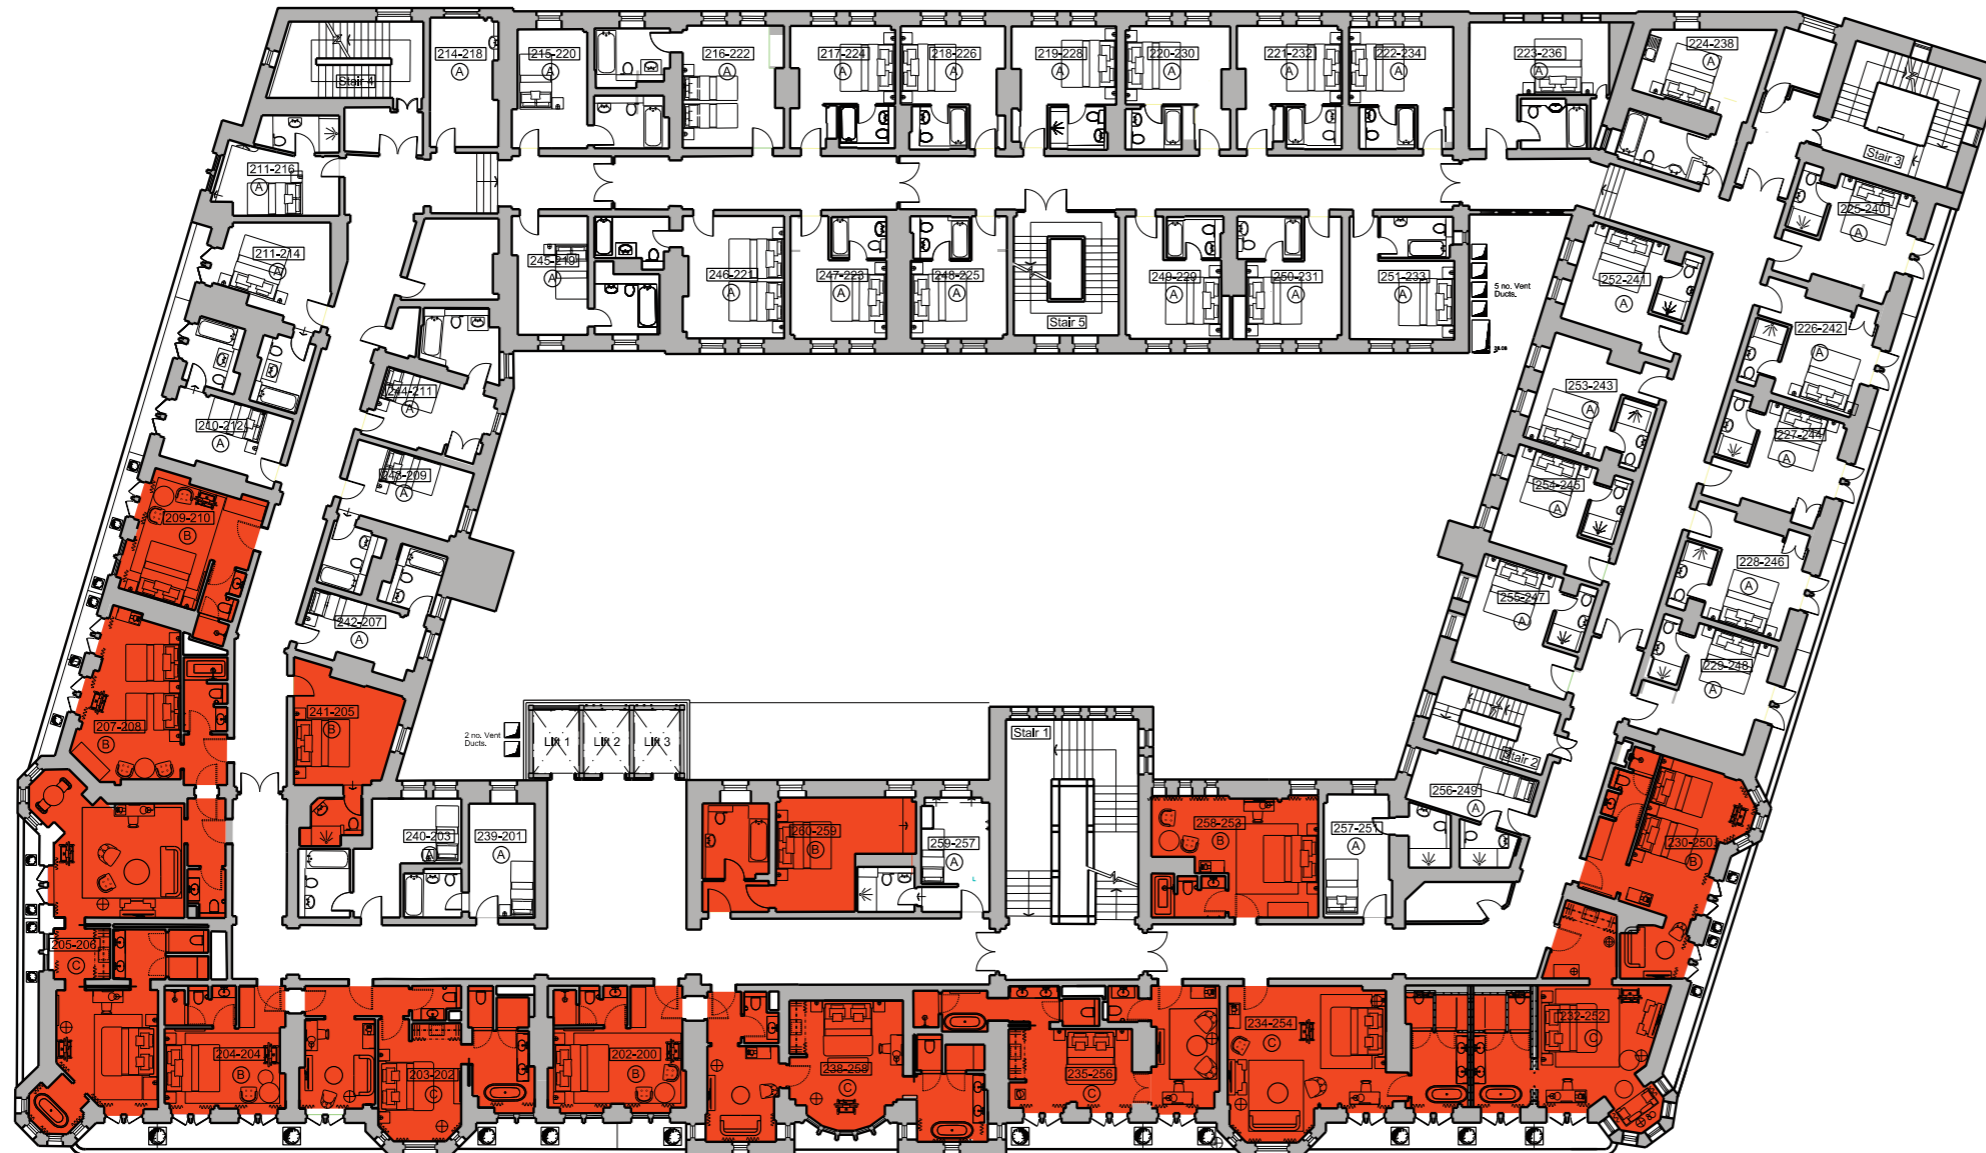 Stair 4
214-218
A
215-220
A
216-222
A
217-224
A
218-226
A
219-228
A
220-230
A
221-232
A
222-234
A
223-236
A
224-238
A
Stair 3
211-216
A
225-240
A
211-214
A
245-219
A
246-221
A
247-223
A
248-225
A
Stair 5
249-229
A
250-231
A
251-233
A
5 no. Vent
Ducts.
252-241
A
226-242
A
244-211
A
253-243
A
210-212
A
227-244
A
243-209
A
254-245
A
209-210
B
228-246
A
255-247
A
242-207
A
229-248
A
207-208
B
241-205
B
2 no. Vent
Ducts.
Lift 1
Lift 2
Lift 3
Stair 1
Stair 2
256-249
A
240-203
A
239-201
A
260-259
B
259-257
A
258-253
B
257-251
A
230-250
B
205-206
C
204-204
B
203-202
C
202-200
B
238-258
C
235-256
C
234-254
C
232-252
C